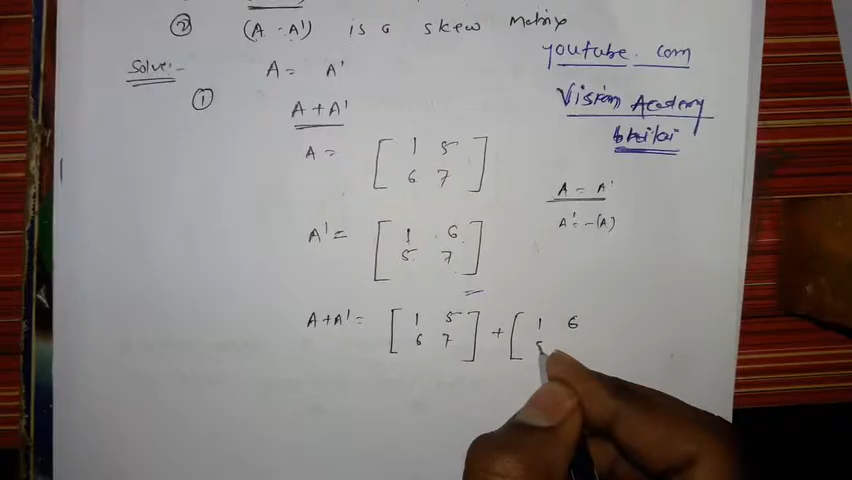 ② (A - A') is a skew Matrix
Solve:- A = A'
① A + A'
A = [ 1 5
6 7 ]
A' = [ 1 6
5 7 ]
A + A' = [ 1 5
6 7 ] + [ 1 6
5
youtube.com
Vision Academy
bhilai
A = A'
A' = -(A)